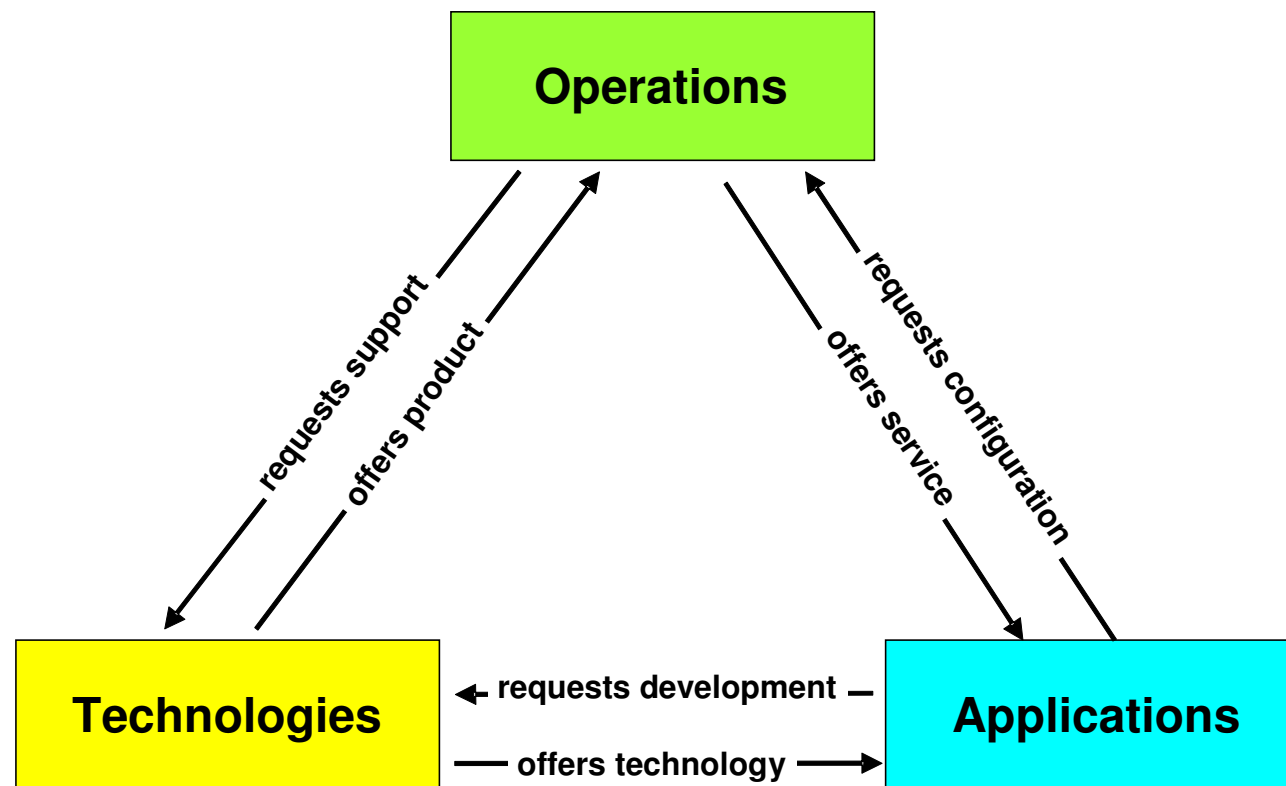 Operations
requests support
offers product
offers service
requests configuration
requests development
Technologies
Applications
offers technology